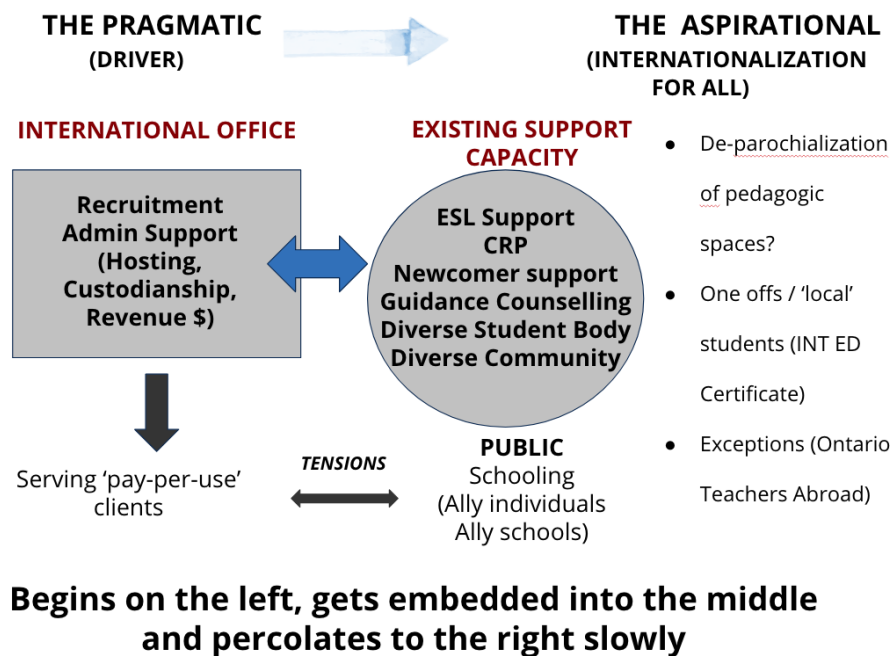 THE PRAGMATIC
(DRIVER)
THE ASPIRATIONAL
(INTERNATIONALIZATION
FOR ALL)
INTERNATIONAL OFFICE
Recruitment
Admin Support
(Hosting,
Custodianship,
Revenue $)
Serving ‘pay-per-use’
clients
TENSIONS
EXISTING SUPPORT
CAPACITY
ESL Support
CRP
Newcomer support
Guidance Counselling
Diverse Student Body
Diverse Community
PUBLIC
Schooling
(Ally individuals
Ally schools)
● De-parochialization
of pedagogic
spaces?
● One offs / ‘local’
students (INT ED
Certificate)
● Exceptions (Ontario
Teachers Abroad)
Begins on the left, gets embedded into the middle
and percolates to the right slowly